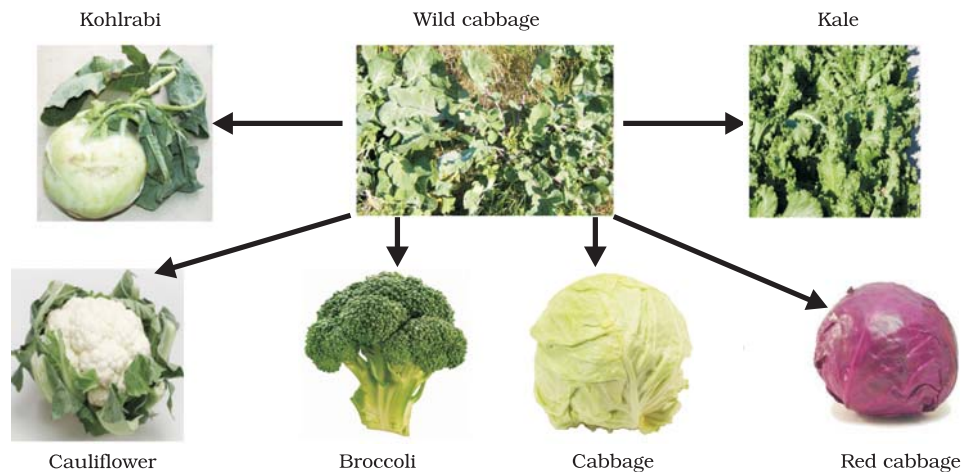 Kohlrabi
Wild cabbage
Kale
Cauliflower
Broccoli
Cabbage
Red cabbage